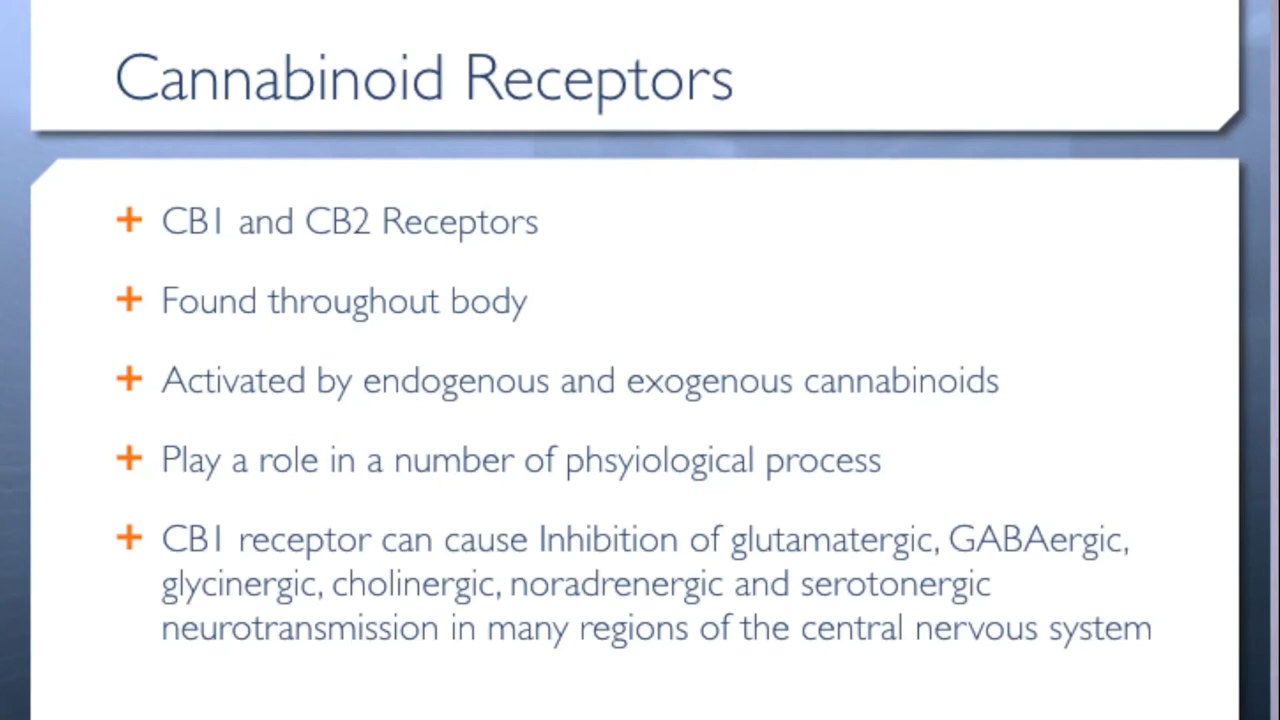 Cannabinoid Receptors
+ CB1 and CB2 Receptors
+ Found throughout body
+ Activated by endogenous and exogenous cannabinoids
+ Play a role in a number of phsyiological process
+ CB1 receptor can cause Inhibition of glutamatergic, GABAergic,
glycinergic, cholinergic, noradrenergic and serotonergic
neurotransmission in many regions of the central nervous system